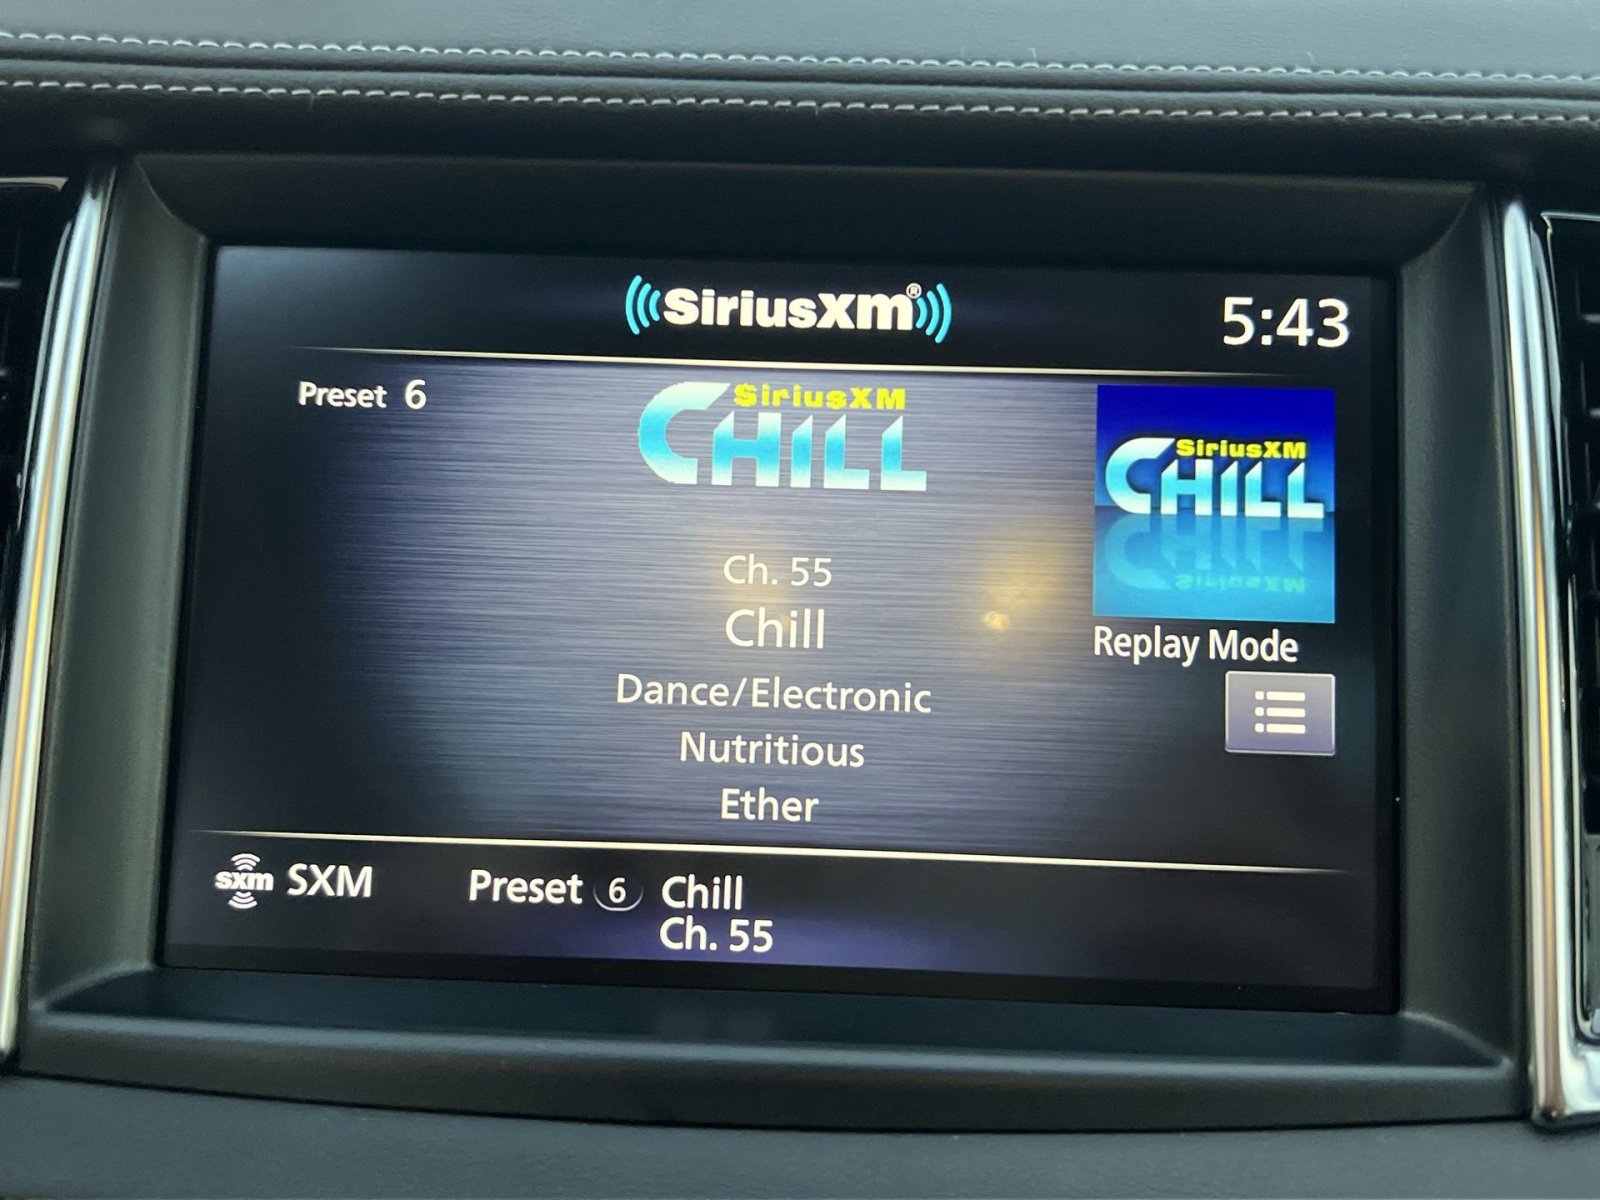 SiriusXM®
5:43
Preset 6
SiriusXM
CHILL
SiriusXM
CHILL
Ch. 55
Chill
Replay Mode
Dance/Electronic
Nutritious
Ether
sxm SXM
Preset 6 Chill
Ch. 55